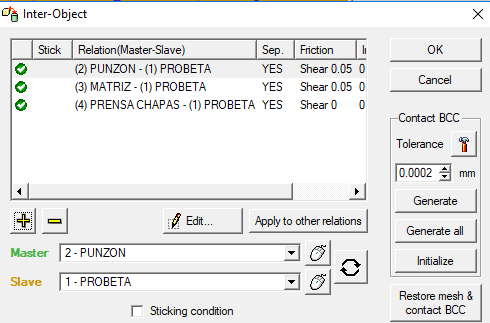 Inter-Object
Stick Relation(Master-Slave) Sep. Friction
(2) PUNZON - (1) PROBETA YES Shear 0.05 0
(3) MATRIZ - (1) PROBETA YES Shear 0.05 0
(4) PRENSA CHAPAS - (1) PROBETA YES Shear 0 0
OK
Cancel
Contact BCC
Tolerance
0.0002 mm
Generate
Generate all
Initialize
Edit... Apply to other relations
Master 2 - PUNZON
Slave 1 - PROBETA
Sticking condition
Restore mesh &
contact BCC